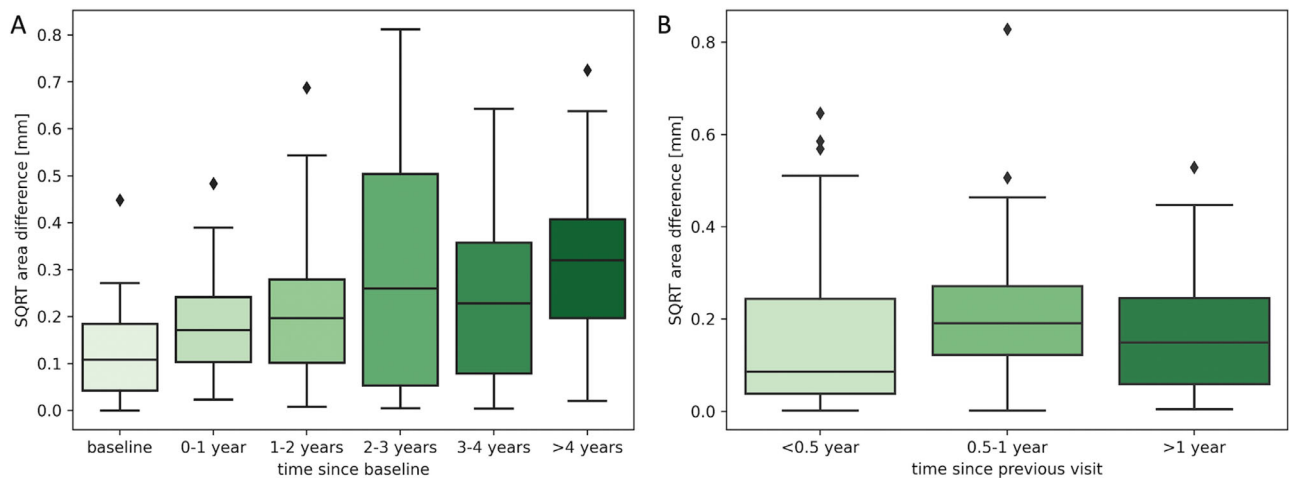 A
SQRT area difference [mm]
0.8
0.7
0.6
0.5
0.4
0.3
0.2
0.1
0.0
baseline 0-1 year 1-2 years 2-3 years 3-4 years >4 years
time since baseline
B
SQRT area dfference [mm]
0.8
0.6
0.4
0.2
0.0
<0.5 year 0.5-1 year >1 year
time since previous visit